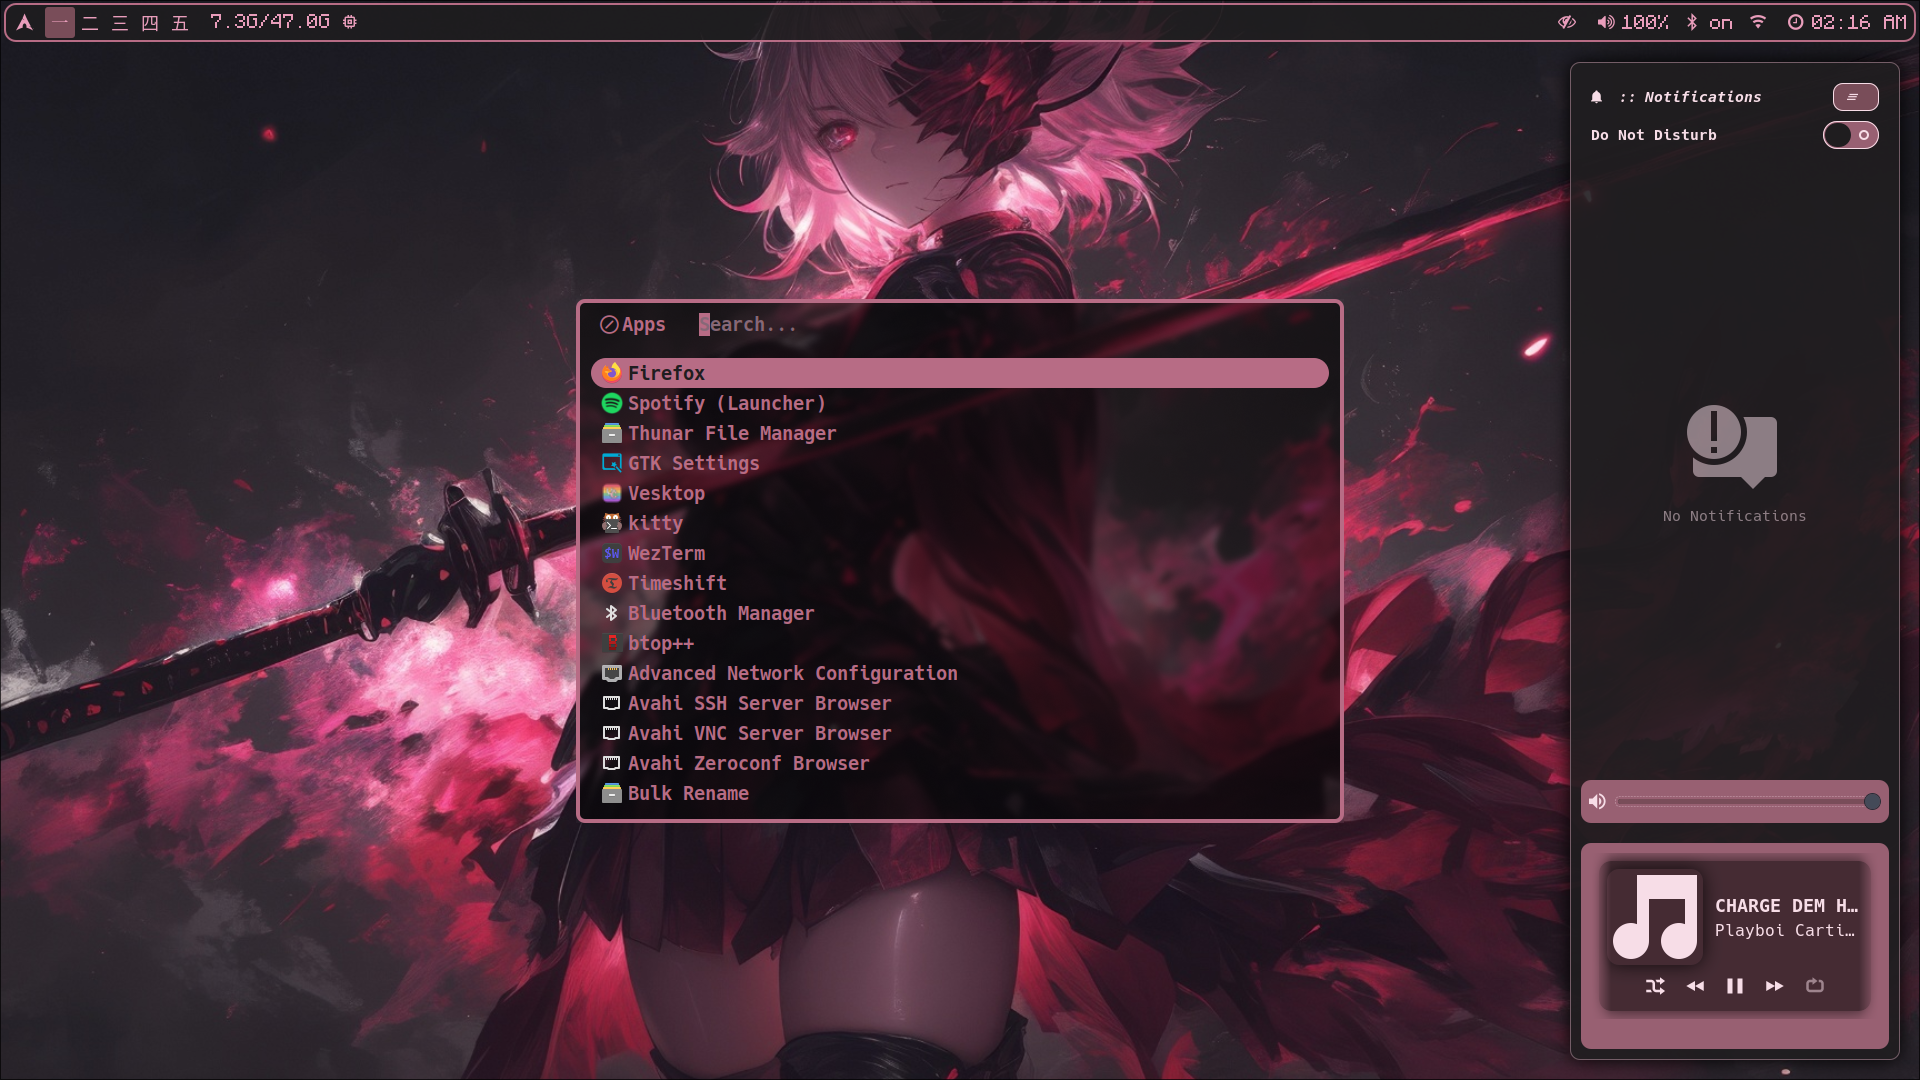 一 二 三 四 五 7.3G/47.0G
100% on 02:16 AM
:: Notifications
Do Not Disturb
No Notifications
Apps Search...
Firefox
Spotify (Launcher)
Thunar File Manager
GTK Settings
Vesktop
kitty
$W WezTerm
Timeshift
Bluetooth Manager
btop++
Advanced Network Configuration
Avahi SSH Server Browser
Avahi VNC Server Browser
Avahi Zeroconf Browser
Bulk Rename
CHARGE DEM H…
Playboi Carti…